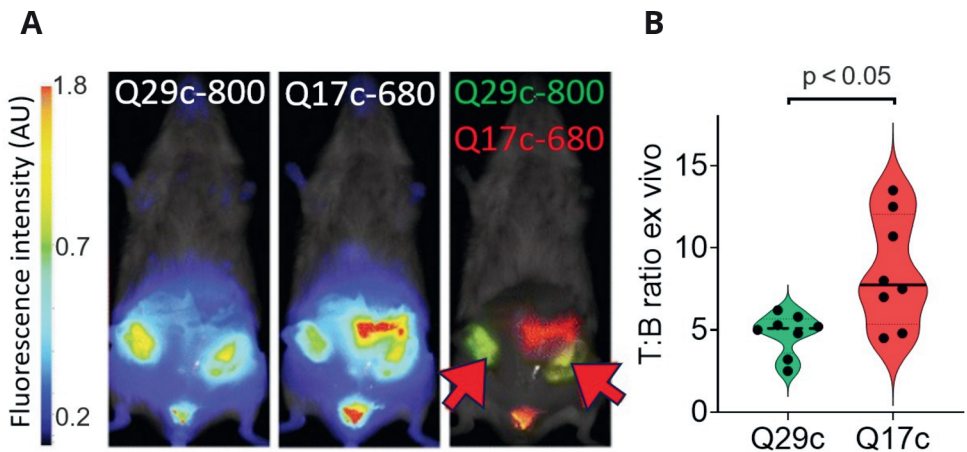 A
Fluorescence intensity (AU)
1.8
0.7
0.2
Q29c-800
Q17c-680
Q29c-800
Q17c-680
B
p < 0.05
T:B ratio ex vivo
15
10
5
0
Q29c
Q17c